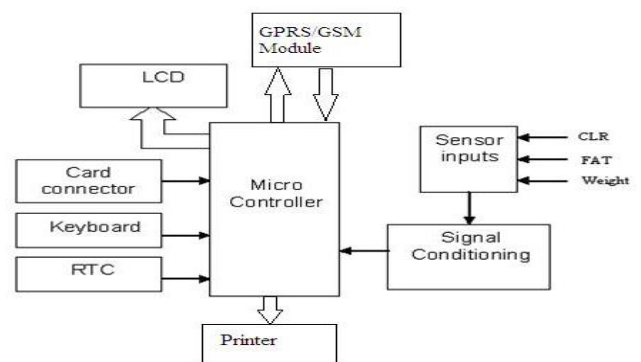 GPRS/GSM
Module
LCD
Sensor
inputs
CLR
FAT
Weight
Card
connector
Micro
Controller
Keyboard
Signal
Conditioning
RTC
Printer